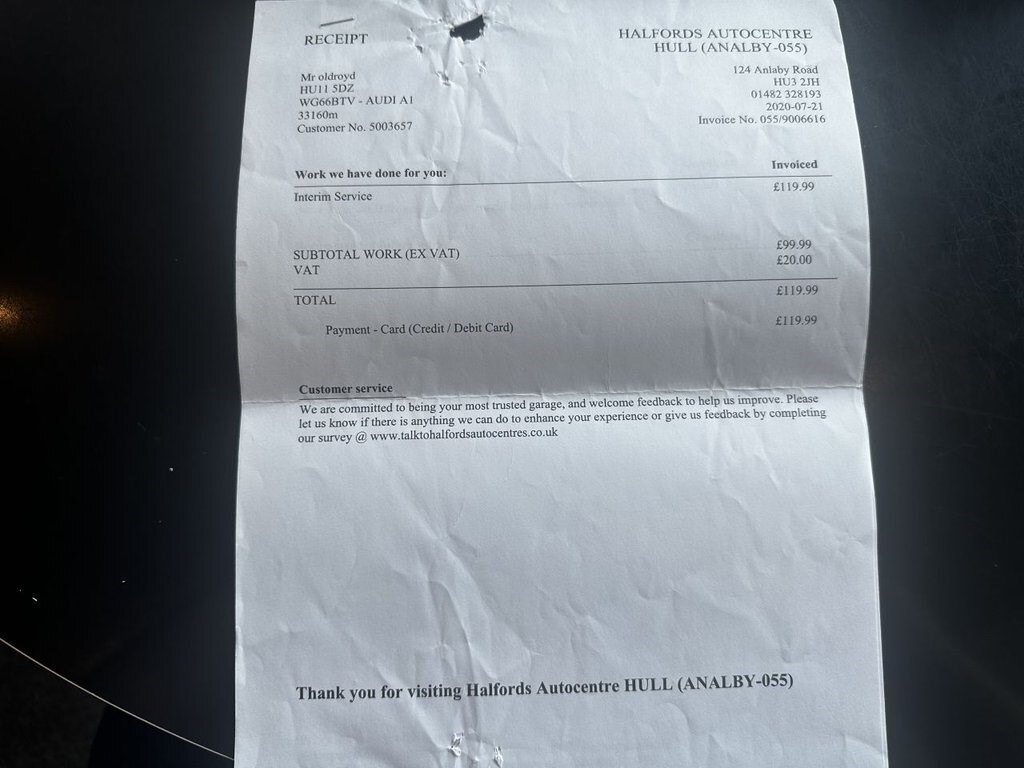 RECEIPT
HALFORDS AUTOCENTRE
HULL (ANALBY-055)
Mr oldroyd
HU11 5DZ
WG66BTV - AUDI A1
33160m
Customer No. 5003657
124 Anlaby Road
HU3 2JH
01482 328193
2020-07-21
Invoice No. 055/9006616
Work we have done for you: Invoiced
Interim Service £119.99
SUBTOTAL WORK (EX VAT) £99.99
VAT £20.00
TOTAL £119.99
Payment - Card (Credit / Debit Card) £119.99
Customer service
We are committed to being your most trusted garage, and welcome feedback to help us improve. Please
let us know if there is anything we can do to enhance your experience or give us feedback by completing
our survey @ www.talktohalfordsautocentres.co.uk
Thank you for visiting Halfords Autocentre HULL (ANALBY-055)